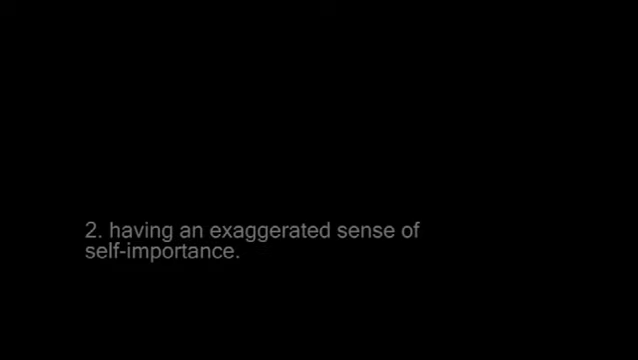 2. having an exaggerated sense of
self-importance.